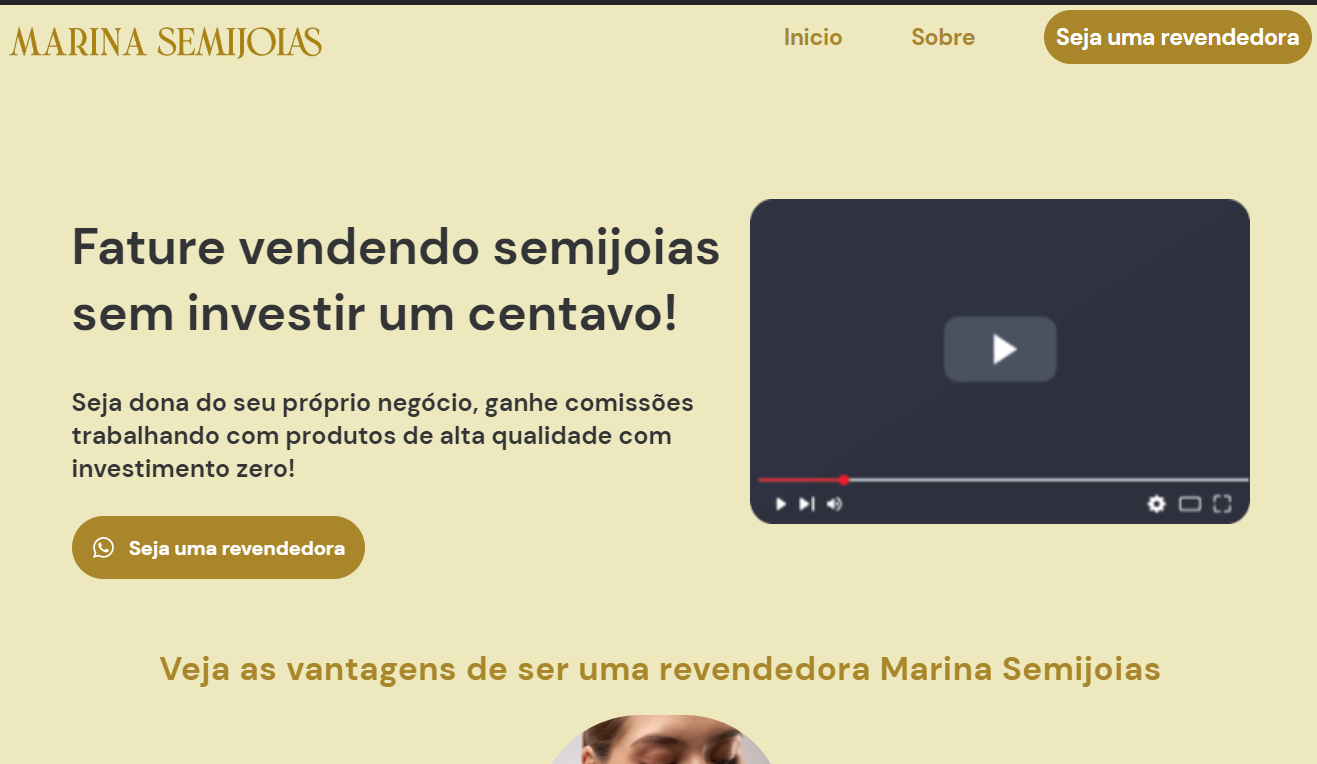 MARINA SEMIJOIAS
Inicio
Sobre
Seja uma revendedora
Fature vendendo semijoias
sem investir um centavo!
Seja dona do seu próprio negócio, ganhe comissões
trabalhando com produtos de alta qualidade com
investimento zero!
Seja uma revendedora
Veja as vantagens de ser uma revendedora Marina Semijoias